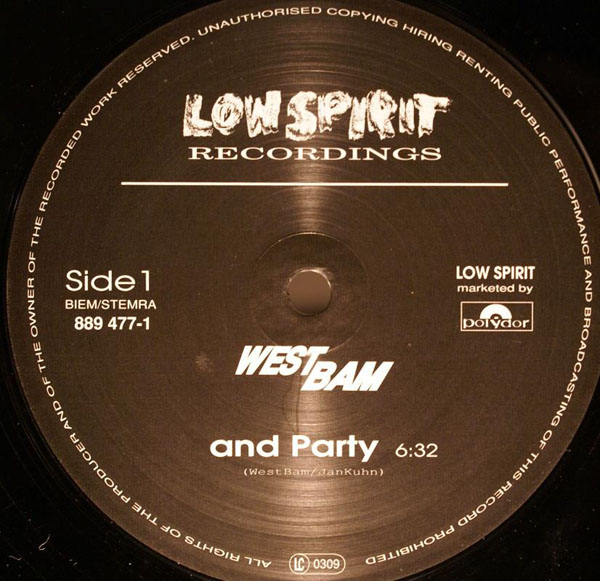 ALL RIGHTS OF THE PRODUCER AND OF THE OWNER OF THE RECORDED WORK RESERVED. UNAUTHORISED COPYING HIRING RENTING PUBLIC PERFORMANCE AND BROADCASTING OF THIS RECORD PROHIBITED
LOW SPIRIT
RECORDINGS
Side 1
BIEM/STEMRA
889 477-1
LOW SPIRIT
marketed by
polydor
WESTBAM
and Party 6:32
(WestBam/JanKuhn)
LC 0309